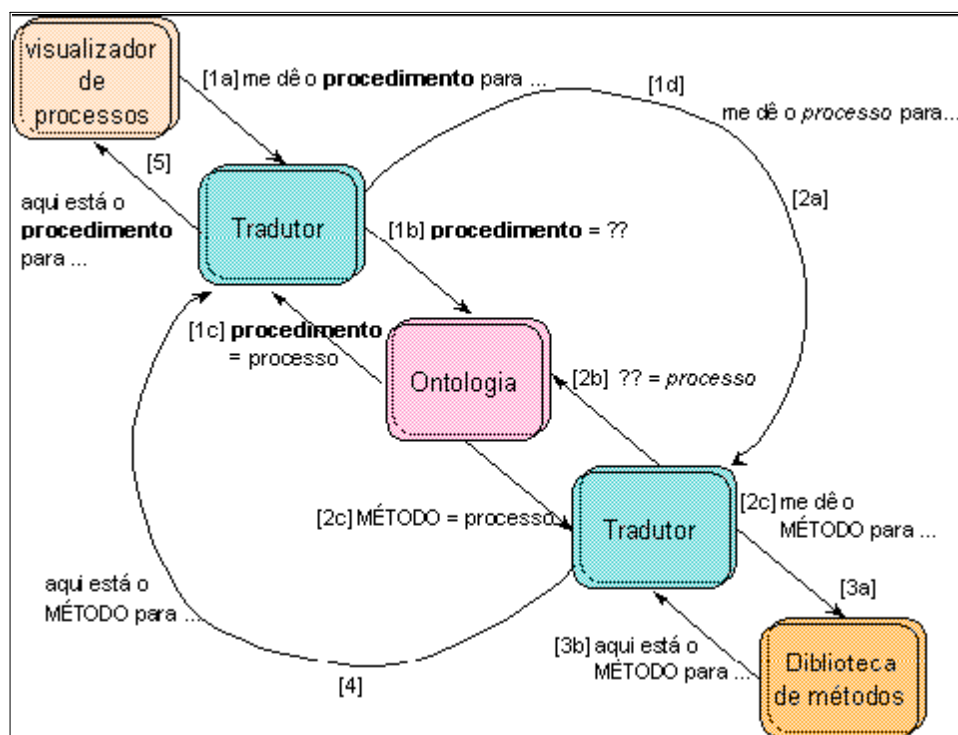 visualizador
de
processos
[1a] me dê o procedimento para ...
[1d]
me dê o processo para...
[5]
aqui está o
procedimento
para ...
Tradutor
[2a]
[1b] procedimento = ??
[1c] procedimento
= processo
Ontologia
[2b] ?? = processo
[2c] MÉTODO = processo
Tradutor
[2c] me dê o
MÉTODO para ...
aqui está o
MÉTODO para ...
[3a]
[3b] aqui está o
MÉTODO para ...
[4]
Diblioteca
de métodos